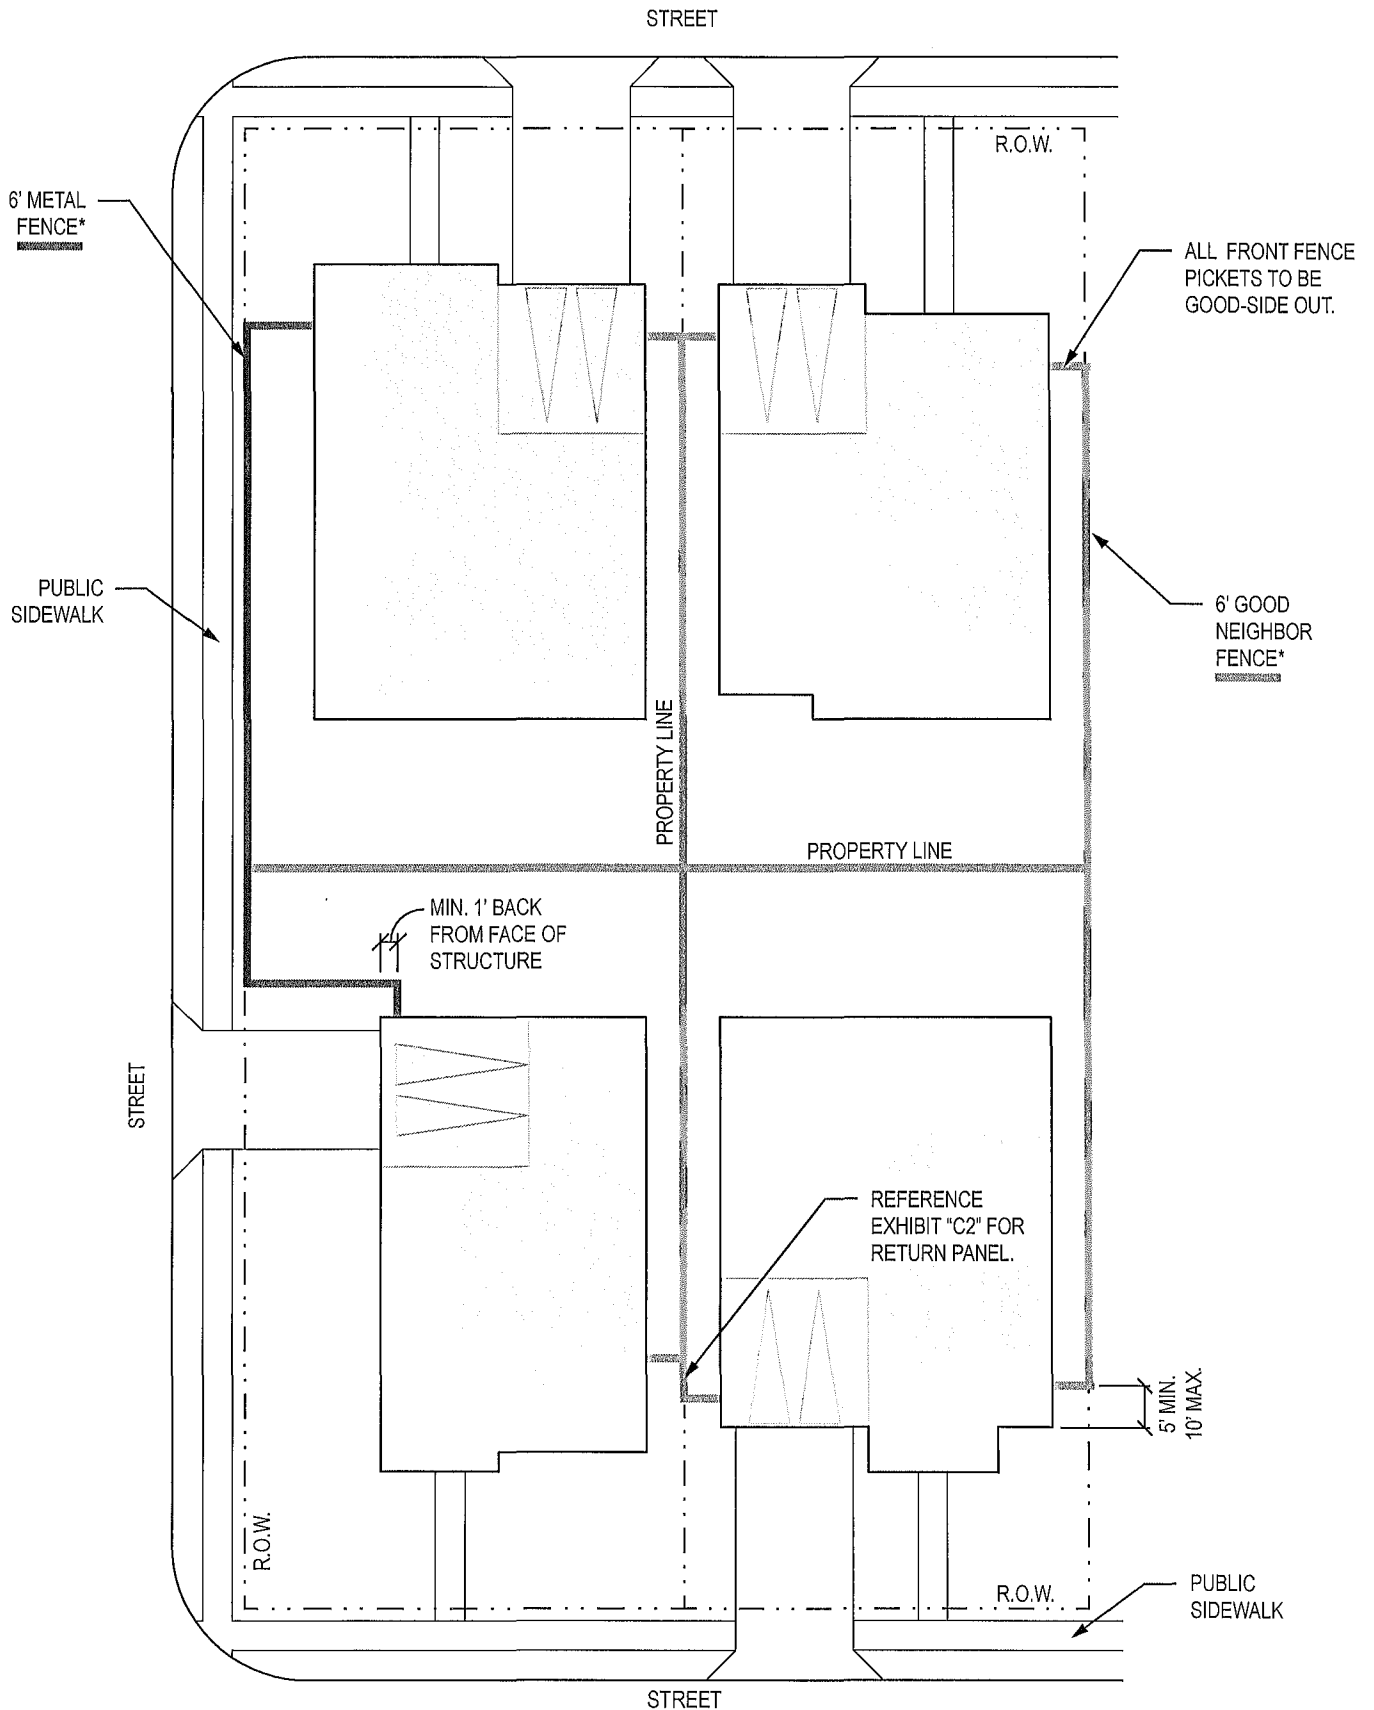 STREET
R.O.W.
6' METAL
FENCE*
ALL FRONT FENCE
PICKETS TO BE
GOOD-SIDE OUT.
PUBLIC
SIDEWALK
6' GOOD
NEIGHBOR
FENCE*
PROPERTY LINE
PROPERTY LINE
MIN. 1' BACK
FROM FACE OF
STRUCTURE
STREET
REFERENCE
EXHIBIT "C2" FOR
RETURN PANEL.
5' MIN.
10' MAX.
R.O.W.
R.O.W.
PUBLIC
SIDEWALK
STREET